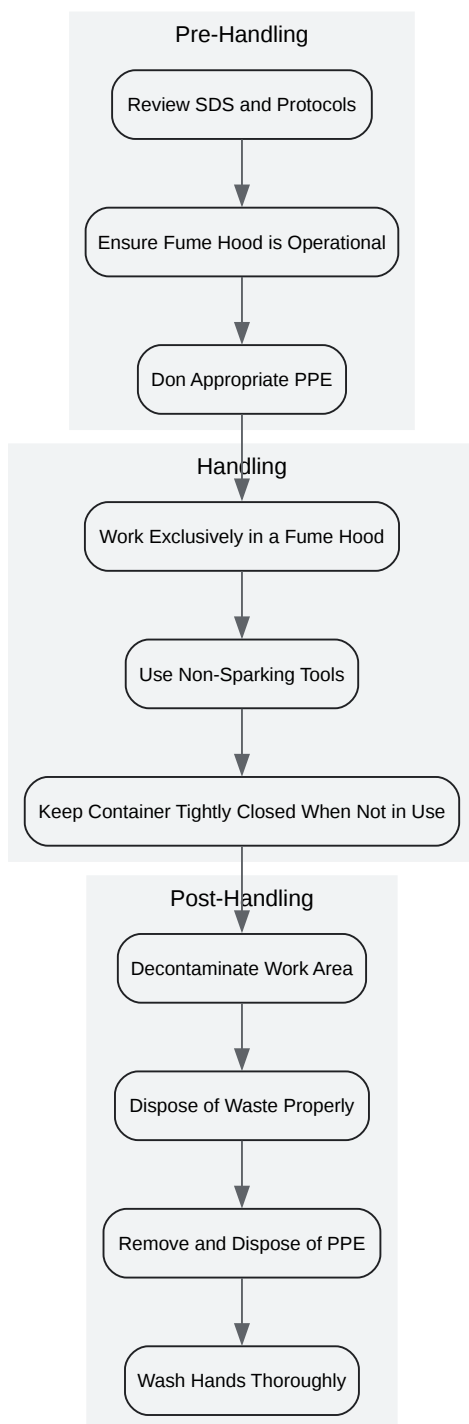 Pre-Handling
Review SDS and Protocols
Ensure Fume Hood is Operational
Don Appropriate PPE
Handling
Work Exclusively in a Fume Hood
Use Non-Sparking Tools
Keep Container Tightly Closed When Not in Use
Post-Handling
Decontaminate Work Area
Dispose of Waste Properly
Remove and Dispose of PPE
Wash Hands Thoroughly